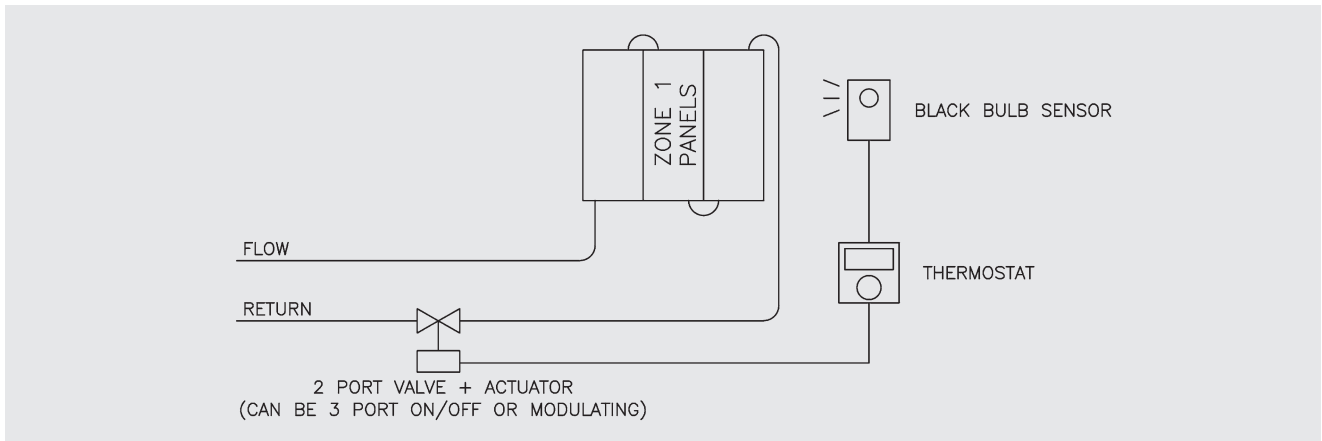 ZONE 1
PANELS
BLACK BULB SENSOR
FLOW
THERMOSTAT
RETURN
2 PORT VALVE + ACTUATOR
(CAN BE 3 PORT ON/OFF OR MODULATING)